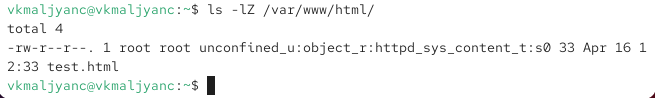 vkmaljyanc@vkmaljyanc:~$ ls -lZ /var/www/html/
total 4
-rw-r--r--. 1 root root unconfined_u:object_r:httpd_sys_content_t:s0 33 Apr 16 1
2:33 test.html
vkmaljyanc@vkmaljyanc:~$